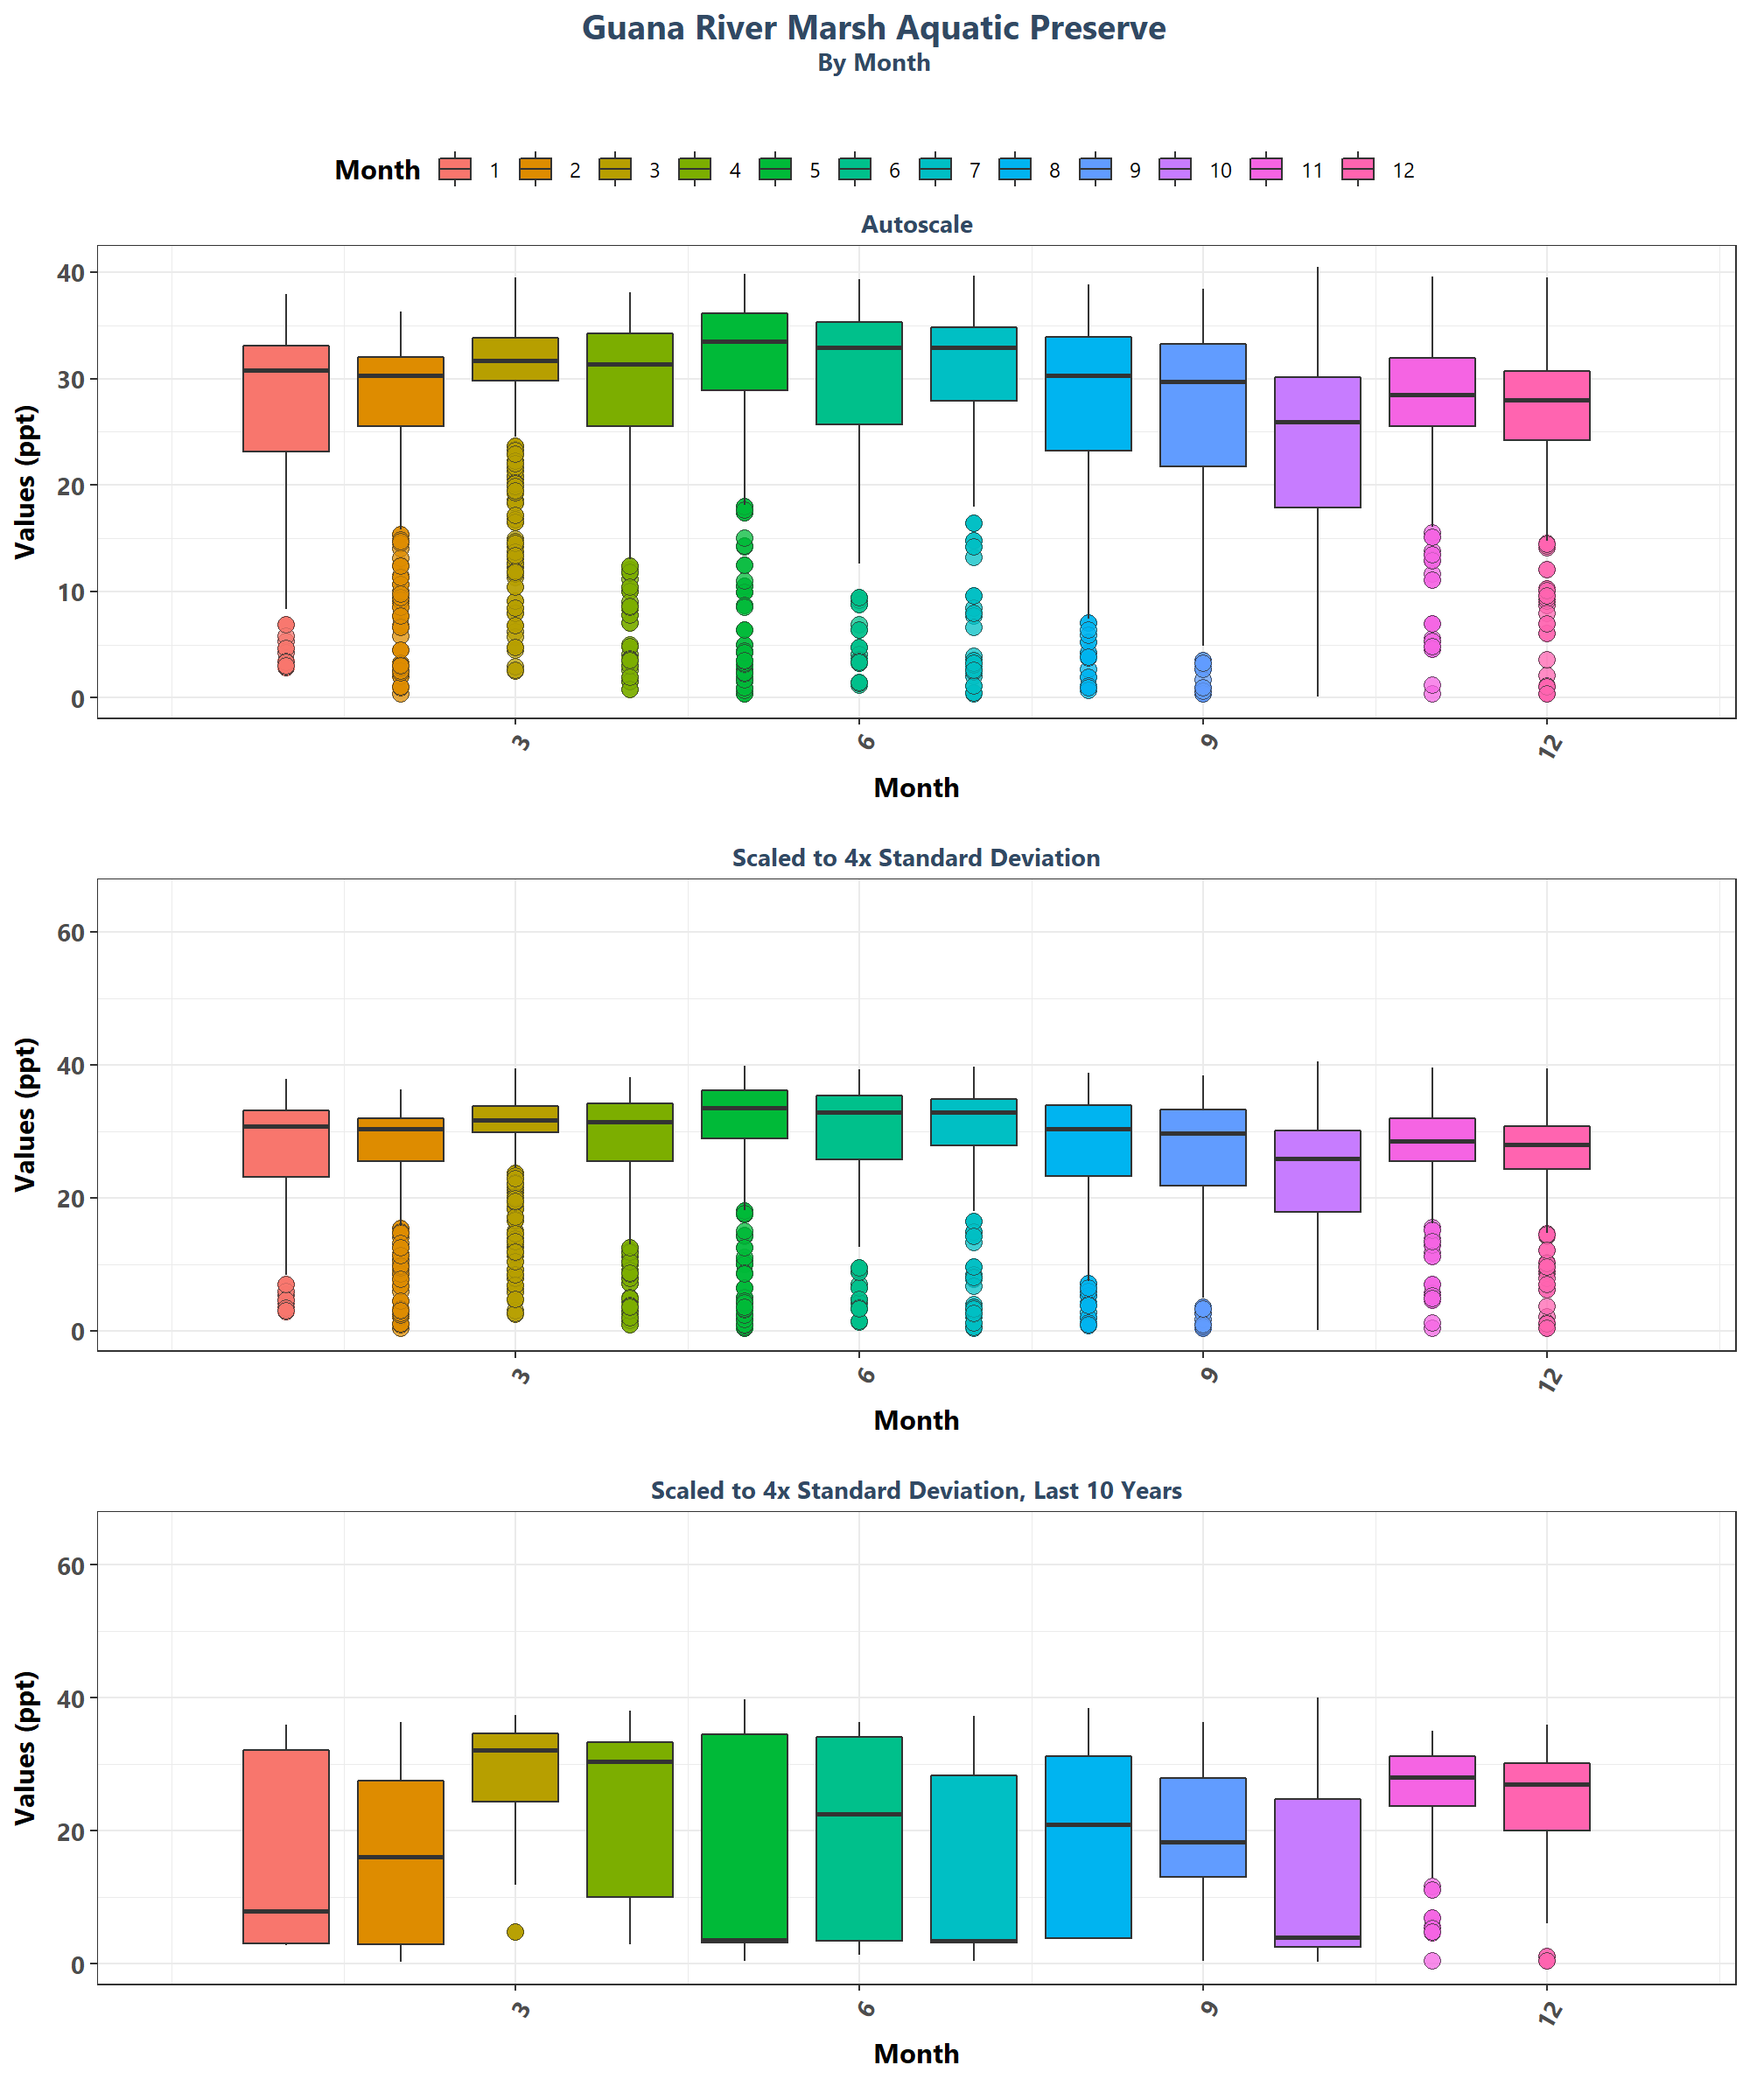 Guana River Marsh Aquatic Preserve
By Month
Month 1 2 3 4 5 6 7 8 9 10 11 12
Autoscale
Values (ppt)
40
30
20
10
0
3 6 9 12
Month
Scaled to 4x Standard Deviation
Values (ppt)
60
40
20
0
3 6 9 12
Month
Scaled to 4x Standard Deviation, Last 10 Years
Values (ppt)
60
40
20
0
3 6 9 12
Month